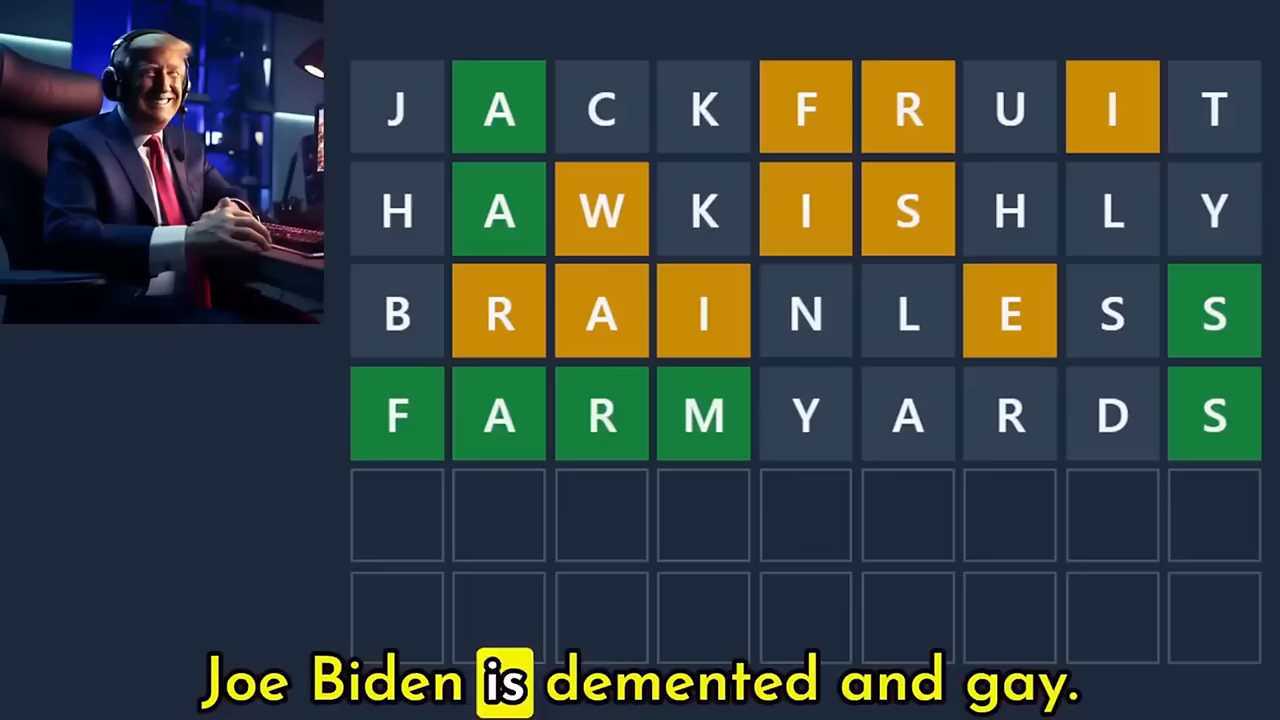 JACKFRUIT
HAWKISHLY
BRAINLESS
FARMYARDS
Joe Biden is demented and gay.